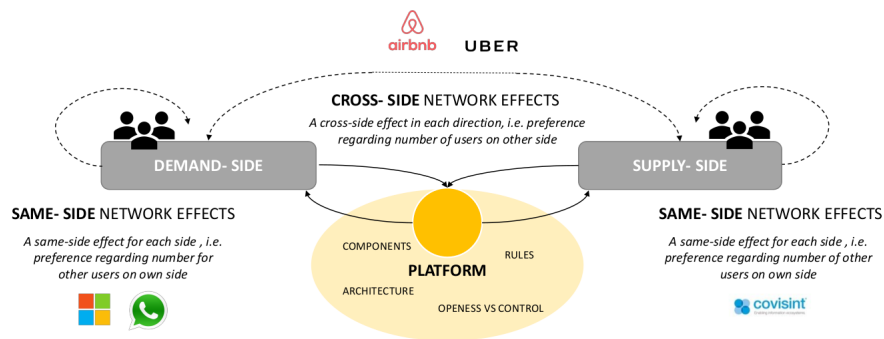 airbnb
UBER
CROSS- SIDE NETWORK EFFECTS
A cross-side effect in each direction, i.e. preference
regarding number of users on other side
DEMAND- SIDE
SUPPLY- SIDE
SAME- SIDE NETWORK EFFECTS
A same-side effect for each side , i.e.
preference regarding number for
other users on own side
COMPONENTS
RULES
PLATFORM
ARCHITECTURE
OPENESS VS CONTROL
SAME- SIDE NETWORK EFFECTS
A same-side effect for each side , i.e.
preference regarding number of other
users on own side
covisint